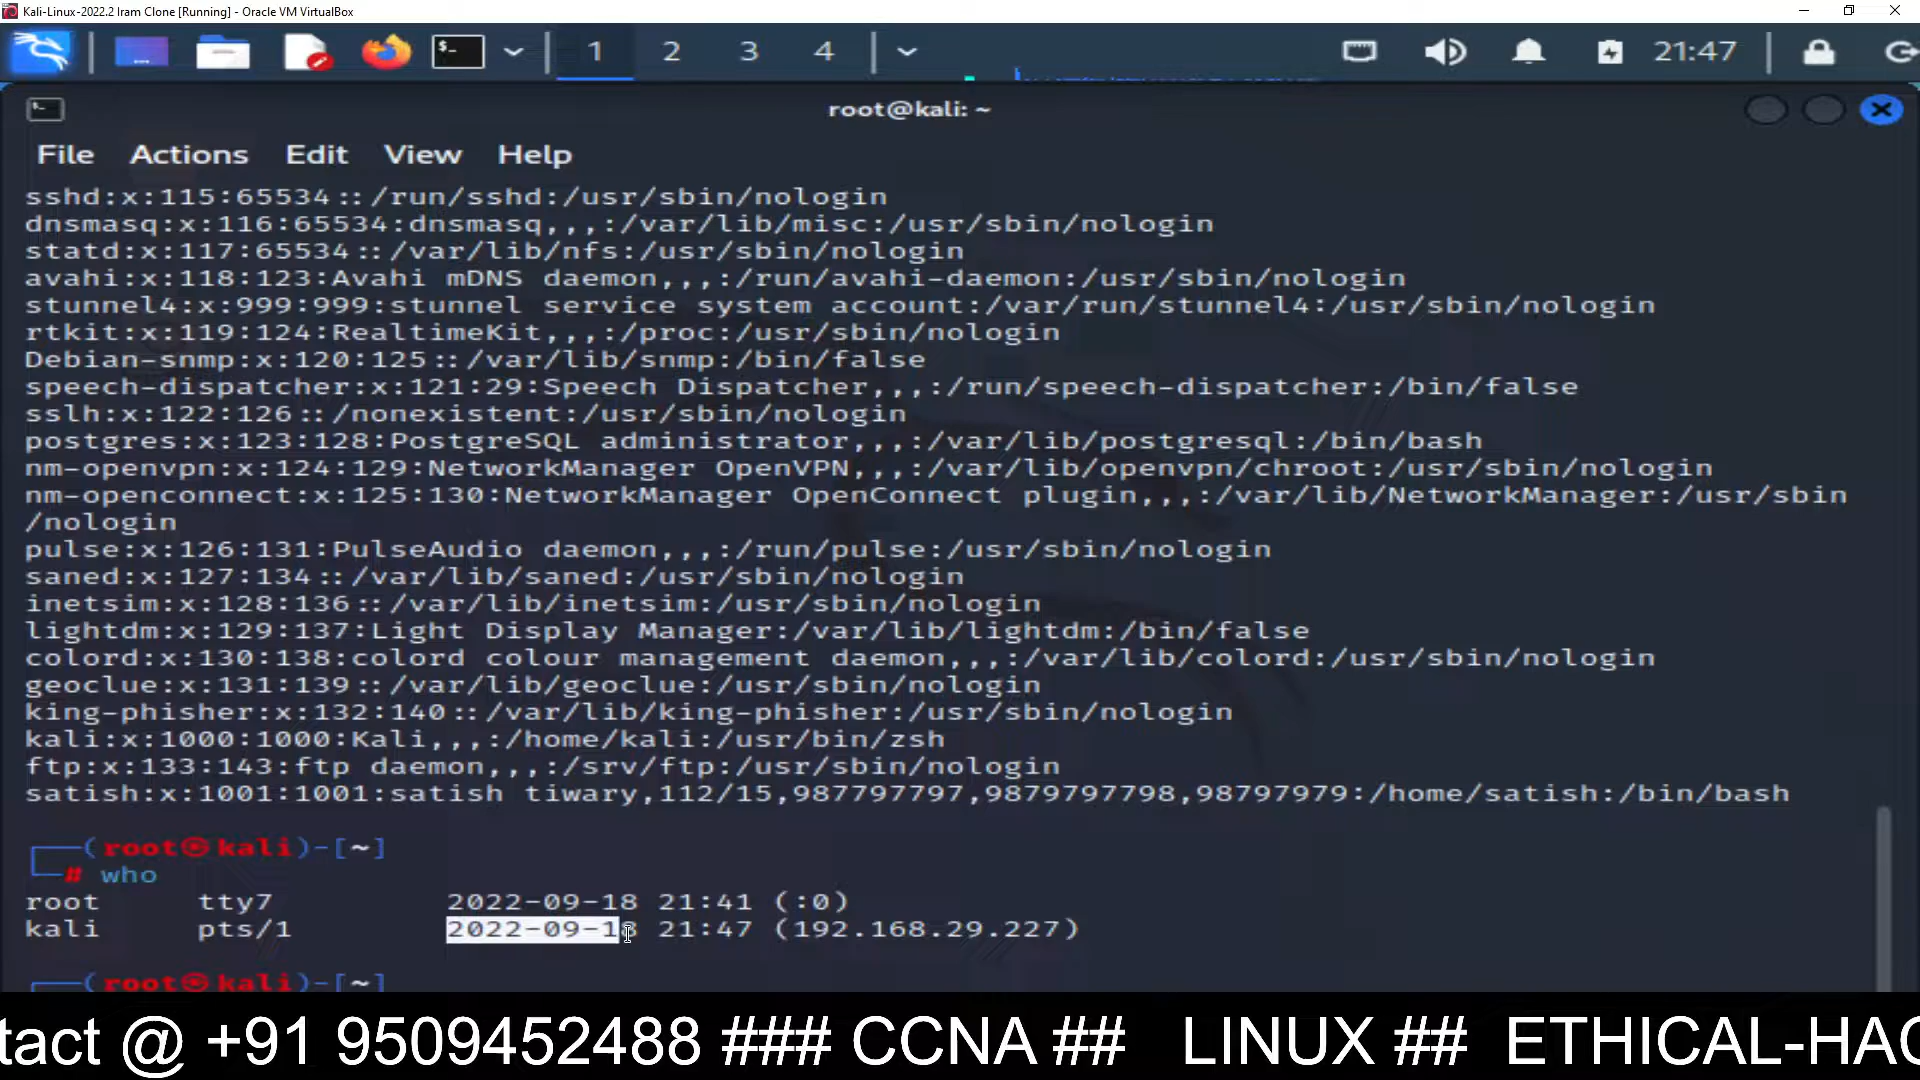 Kali-Linux-2022.2 Iram Clone [Running] - Oracle VM VirtualBox
1 2 3 4 21:47
root@kali: ~
File Actions Edit View Help
sshd:x:115:65534::/run/sshd:/usr/sbin/nologin
dnsmasq:x:116:65534:dnsmasq,,,:/var/lib/misc:/usr/sbin/nologin
statd:x:117:65534::/var/lib/nfs:/usr/sbin/nologin
avahi:x:118:123:Avahi mDNS daemon,,,:/run/avahi-daemon:/usr/sbin/nologin
stunnel4:x:999:999:stunnel service system account:/var/run/stunnel4:/usr/sbin/nologin
rtkit:x:119:124:RealtimeKit,,,:/proc:/usr/sbin/nologin
Debian-snmp:x:120:125::/var/lib/snmp:/bin/false
speech-dispatcher:x:121:29:Speech Dispatcher,,,:/run/speech-dispatcher:/bin/false
sslh:x:122:126::/nonexistent:/usr/sbin/nologin
postgres:x:123:128:PostgreSQL administrator,,,:/var/lib/postgresql:/bin/bash
nm-openvpn:x:124:129:NetworkManager OpenVPN,,,:/var/lib/openvpn/chroot:/usr/sbin/nologin
nm-openconnect:x:125:130:NetworkManager OpenConnect plugin,,,:/var/lib/NetworkManager:/usr/sbin
/nologin
pulse:x:126:131:PulseAudio daemon,,,:/run/pulse:/usr/sbin/nologin
saned:x:127:134::/var/lib/saned:/usr/sbin/nologin
inetsim:x:128:136::/var/lib/inetsim:/usr/sbin/nologin
lightdm:x:129:137:Light Display Manager:/var/lib/lightdm:/bin/false
colord:x:130:138:colord colour management daemon,,,:/var/lib/colord:/usr/sbin/nologin
geoclue:x:131:139::/var/lib/geoclue:/usr/sbin/nologin
king-phisher:x:132:140::/var/lib/king-phisher:/usr/sbin/nologin
kali:x:1000:1000:Kali,,,:/home/kali:/usr/bin/zsh
ftp:x:133:143:ftp daemon,,,:/srv/ftp:/usr/sbin/nologin
satish:x:1001:1001:satish tiwary,112/15,987797797,9879797798,98797979:/home/satish:/bin/bash
┌──(root㉿kali)-[~]
└─# who
root tty7 2022-09-18 21:41 (:0)
kali pts/1 2022-09-18 21:47 (192.168.29.227)
┌──(root㉿kali)-[~]
tact @ +91 9509452488 ### CCNA ## LINUX ## ETHICAL-HAC